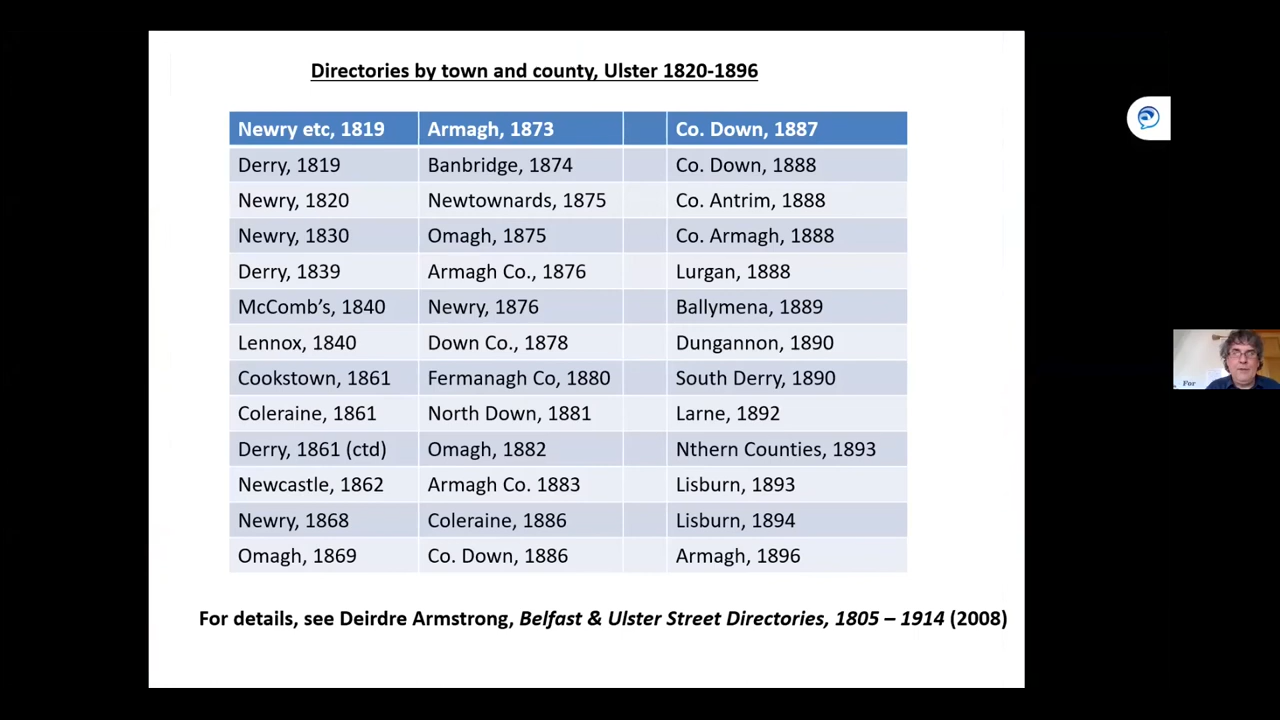 Directories by town and county, Ulster 1820-1896
Newry etc, 1819 Armagh, 1873 Co. Down, 1887
Derry, 1819 Banbridge, 1874 Co. Down, 1888
Newry, 1820 Newtownards, 1875 Co. Antrim, 1888
Newry, 1830 Omagh, 1875 Co. Armagh, 1888
Derry, 1839 Armagh Co., 1876 Lurgan, 1888
McComb’s, 1840 Newry, 1876 Ballymena, 1889
Lennox, 1840 Down Co., 1878 Dungannon, 1890
Cookstown, 1861 Fermanagh Co, 1880 South Derry, 1890
Coleraine, 1861 North Down, 1881 Larne, 1892
Derry, 1861 (ctd) Omagh, 1882 Nthern Counties, 1893
Newcastle, 1862 Armagh Co. 1883 Lisburn, 1893
Newry, 1868 Coleraine, 1886 Lisburn, 1894
Omagh, 1869 Co. Down, 1886 Armagh, 1896
For details, see Deirdre Armstrong, Belfast & Ulster Street Directories, 1805 – 1914 (2008)
For